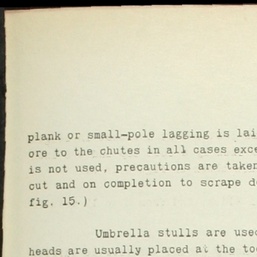 plank or small-pole lagging is lai
ore to the chutes in all cases exce
is not used, precautions are taken
cut and on completion to scrape d
fig. 15.)
Umbrella stulls are used
heads are usually placed at the to